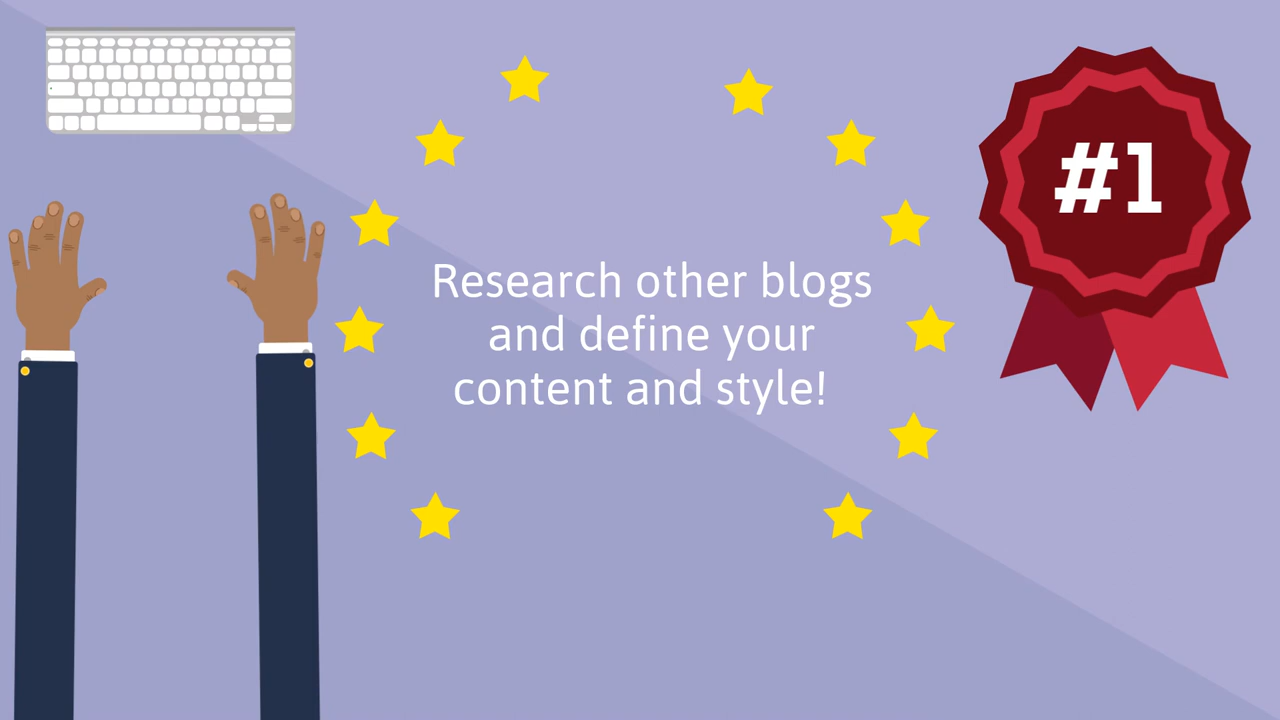 #1
Research other blogs
and define your
content and style!